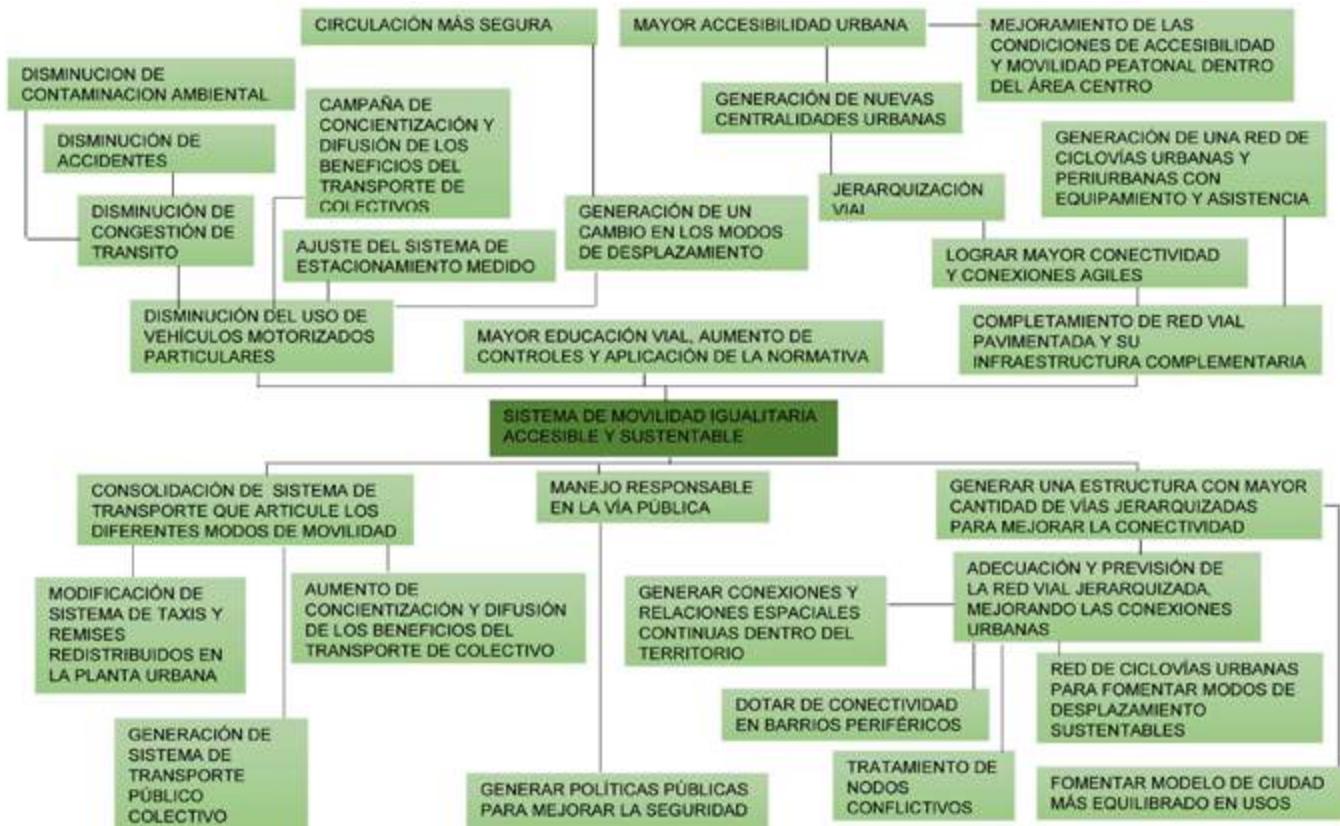 CIRCULACIÓN MÁS SEGURA
MAYOR ACCESIBILIDAD URBANA
MEJORAMIENTO DE LAS
CONDICIONES DE ACCESIBILIDAD
Y MOVILIDAD PEATONAL DENTRO
DEL ÁREA CENTRO
DISMINUCION DE
CONTAMINACION AMBIENTAL
CAMPAÑA DE
CONCIENTIZACIÓN Y
DIFUSIÓN DE LOS
BENEFICIOS DEL
TRANSPORTE DE
COLECTIVOS
GENERACIÓN DE NUEVAS
CENTRALIDADES URBANAS
GENERACIÓN DE UNA RED DE
CICLOVÍAS URBANAS Y
PERIURBANAS CON
EQUIPAMIENTO Y ASISTENCIA
DISMINUCIÓN DE
ACCIDENTES
JERARQUIZACIÓN
VIAL
DISMINUCIÓN DE
CONGESTIÓN DE
TRANSITO
GENERACIÓN DE UN
CAMBIO EN LOS MODOS
DE DESPLAZAMIENTO
AJUSTE DEL SISTEMA DE
ESTACIONAMIENTO MEDIDO
LOGRAR MAYOR CONECTIVIDAD
Y CONEXIONES AGILES
DISMINUCIÓN DEL USO DE
VEHÍCULOS MOTORIZADOS
PARTICULARES
MAYOR EDUCACIÓN VIAL, AUMENTO DE
CONTROLES Y APLICACIÓN DE LA NORMATIVA
COMPLETAMIENTO DE RED VIAL
PAVIMENTADA Y SU
INFRAESTRUCTURA COMPLEMENTARIA
SISTEMA DE MOVILIDAD IGUALITARIA
ACCESIBLE Y SUSTENTABLE
CONSOLIDACIÓN DE SISTEMA DE
TRANSPORTE QUE ARTICULE LOS
DIFERENTES MODOS DE MOVILIDAD
MANEJO RESPONSABLE
EN LA VÍA PÚBLICA
GENERAR UNA ESTRUCTURA CON MAYOR
CANTIDAD DE VÍAS JERARQUIZADAS
PARA MEJORAR LA CONECTIVIDAD
MODIFICACIÓN DE
SISTEMA DE TAXIS Y
REMISES
REDISTRIBUIDOS EN
LA PLANTA URBANA
AUMENTO DE
CONCIENTIZACIÓN Y DIFUSIÓN
DE LOS BENEFICIOS DEL
TRANSPORTE DE COLECTIVO
GENERAR CONEXIONES Y
RELACIONES ESPACIALES
CONTINUAS DENTRO DEL
TERRITORIO
ADECUACIÓN Y PREVISIÓN DE
LA RED VIAL JERARQUIZADA,
MEJORANDO LAS CONEXIONES
URBANAS
RED DE CICLOVÍAS URBANAS
PARA FOMENTAR MODOS DE
DESPLAZAMIENTO
SUSTENTABLES
DOTAR DE CONECTIVIDAD
EN BARRIOS PERIFÉRICOS
GENERACIÓN DE
SISTEMA DE
TRANSPORTE
PÚBLICO
COLECTIVO
GENERAR POLÍTICAS PÚBLICAS
PARA MEJORAR LA SEGURIDAD
TRATAMIENTO DE
NODOS
CONFLICTIVOS
FOMENTAR MODELO DE CIUDAD
MÁS EQUILIBRADO EN USOS